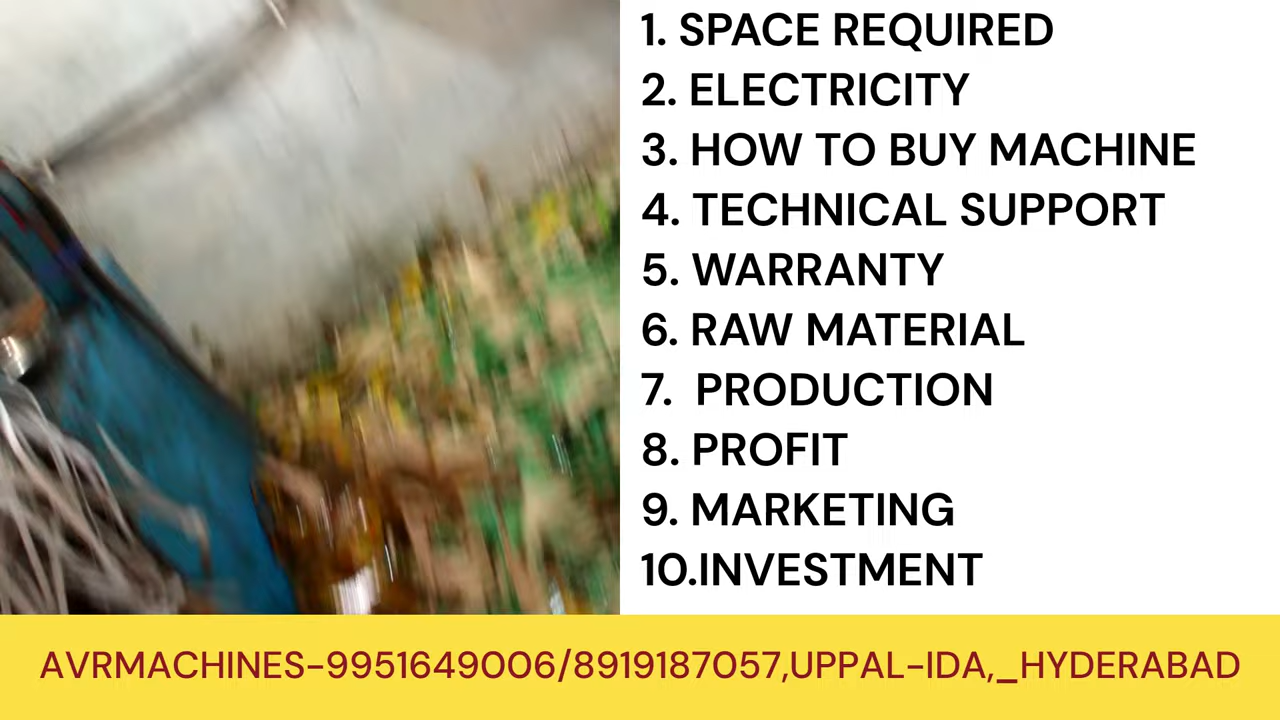 1. SPACE REQUIRED
2. ELECTRICITY
3. HOW TO BUY MACHINE
4. TECHNICAL SUPPORT
5. WARRANTY
6. RAW MATERIAL
7. PRODUCTION
8. PROFIT
9. MARKETING
10.INVESTMENT
AVRMACHINES-9951649006/8919187057,UPPAL-IDA,_HYDERABAD